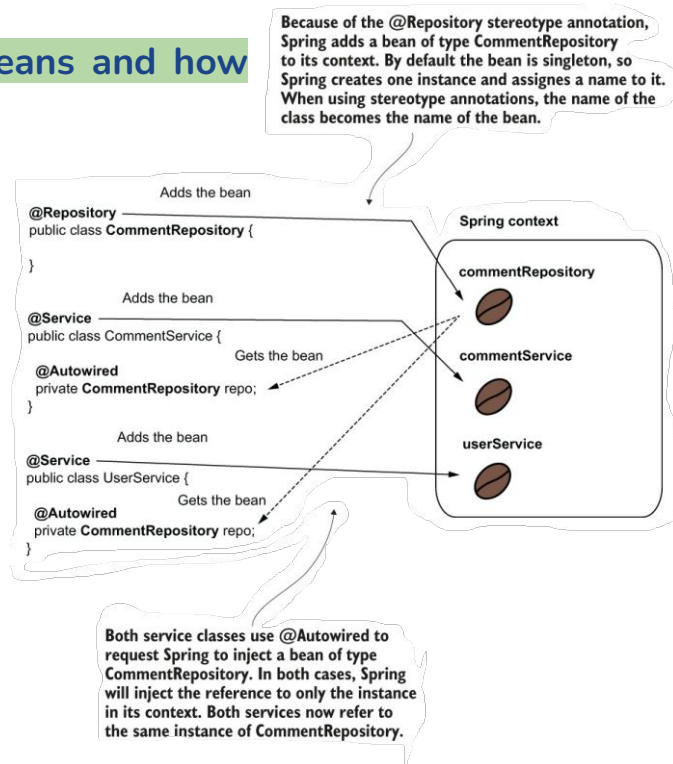 eans and how
Because of the @Repository stereotype annotation,
Spring adds a bean of type CommentRepository
to its context. By default the bean is singleton, so
Spring creates one instance and assignes a name to it.
When using stereotype annotations, the name of the
class becomes the name of the bean.
Adds the bean
@Repository
public class CommentRepository {
}
Adds the bean
@Service
public class CommentService {
Gets the bean
@Autowired
private CommentRepository repo;
}
Adds the bean
@Service
public class UserService {
Gets the bean
@Autowired
private CommentRepository repo;
}
Spring context
commentRepository
commentService
userService
Both service classes use @Autowired to
request Spring to inject a bean of type
CommentRepository. In both cases, Spring
will inject the reference to only the instance
in its context. Both services now refer to
the same instance of CommentRepository.